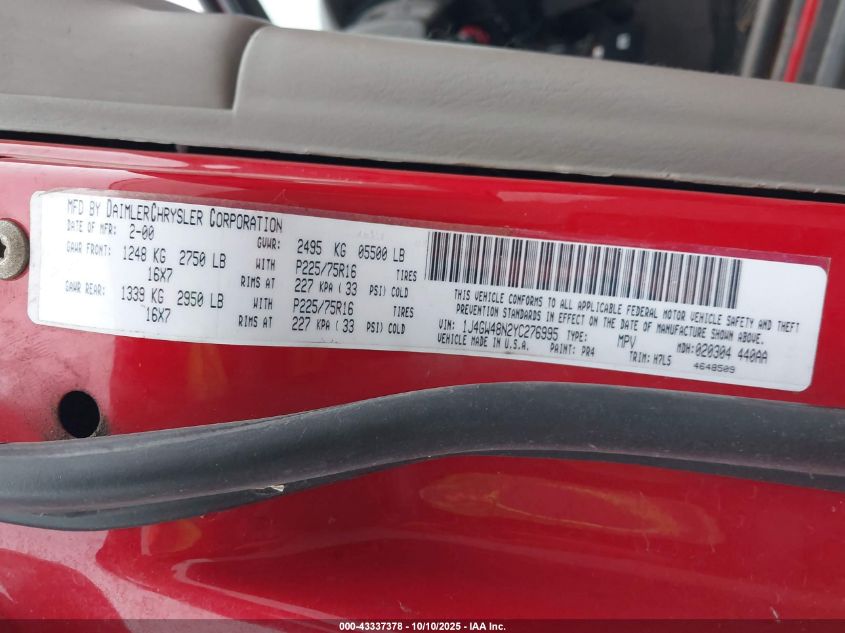 MFD BY DAIMLERCHRYSLER CORPORATION
DATE OF MFR: 2-00 GVWR: 2495 KG 05500 LB
GAWR FRONT: 1248 KG 2750 LB WITH P225/75R16 TIRES
16X7 RIMS AT 227 KPA ( 33 PSI) COLD
GAWR REAR: 1339 KG 2950 LB WITH P225/75R16 TIRES
16X7 RIMS AT 227 KPA ( 33 PSI) COLD
THIS VEHICLE CONFORMS TO ALL APPLICABLE FEDERAL MOTOR VEHICLE SAFETY AND THEFT
PREVENTION STANDARDS IN EFFECT ON THE DATE OF MANUFACTURE SHOWN ABOVE.
VIN: 1J4GW48N2YC276995 TYPE: MPV MDH: 020304 440AA
VEHICLE MADE IN U.S.A. PAINT: PR4 TRIM: H7L5
4648509
000-43337378 - 10/10/2025 - IAA Inc.